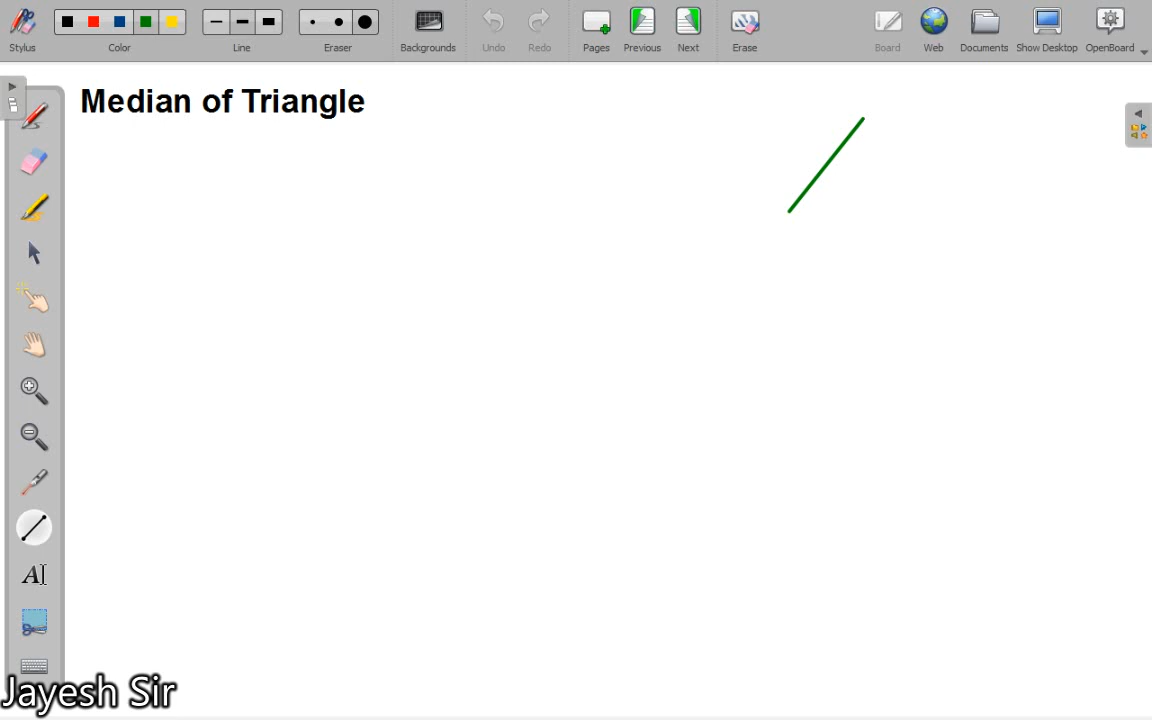 Stylus Color Line Eraser Backgrounds Undo Redo Pages Previous Next Erase Board Web Documents Show Desktop OpenBoard
Median of Triangle
A
Jayesh Sir